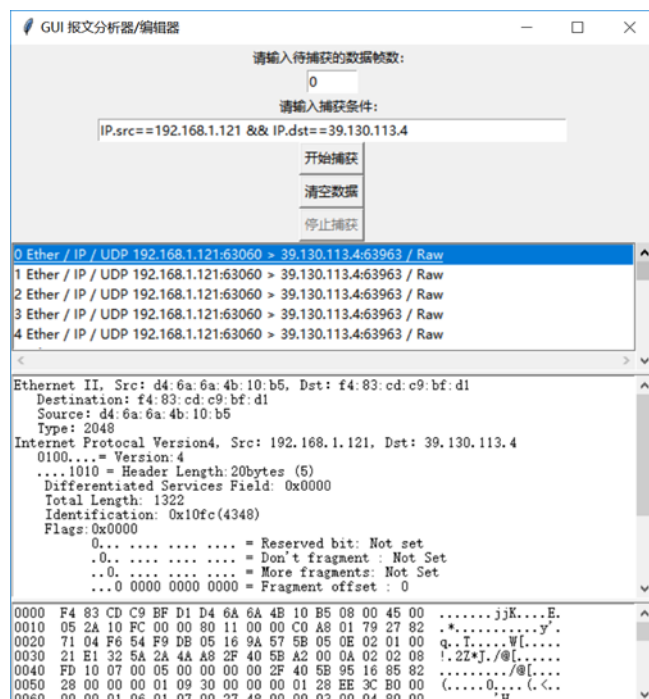 GUI 报文分析器/编辑器
请输入待捕获的数据帧数:
0
请输入捕获条件:
IP.src==192.168.1.121 && IP.dst==39.130.113.4
开始捕获
清空数据
停止捕获
0 Ether / IP / UDP 192.168.1.121:63060 > 39.130.113.4:63963 / Raw
1 Ether / IP / UDP 192.168.1.121:63060 > 39.130.113.4:63963 / Raw
2 Ether / IP / UDP 192.168.1.121:63060 > 39.130.113.4:63963 / Raw
3 Ether / IP / UDP 192.168.1.121:63060 > 39.130.113.4:63963 / Raw
4 Ether / IP / UDP 192.168.1.121:63060 > 39.130.113.4:63963 / Raw
Ethernet II, Src: d4:6a:6a:4b:10:b5, Dst: f4:83:cd:c9:bf:d1
Destination: f4:83:cd:c9:bf:d1
Source: d4:6a:6a:4b:10:b5
Type: 2048
Internet Protocal Version4, Src: 192.168.1.121, Dst: 39.130.113.4
0100....= Version:4
....1010 = Header Length:20bytes (5)
Differentiated Services Field: 0x0000
Total Length: 1322
Identification: 0x10fc(4348)
Flags:0x0000
0... .... .... .... = Reserved bit: Not set
.0.. .... .... .... = Don't fragment : Not Set
..0. .... .... .... = More fragments: Not Set
...0 0000 0000 0000 = Fragment offset : 0
0000 F4 83 CD C9 BF D1 D4 6A 6A 4B 10 B5 08 00 45 00 .......jjK....E.
0010 05 2A 10 FC 00 00 80 11 00 00 C0 A8 01 79 27 82 .*...........y'.
0020 71 04 F6 54 F9 DB 05 16 9A 57 5B 05 0E 02 01 00 q..T.....W[.....
0030 21 E1 32 5A 2A 4A A8 2F 40 5B A2 00 0A 02 02 08 !.2Z*J./@[......
0040 FD 10 07 00 05 00 00 00 00 2F 40 5B 95 16 85 82 ........./@[....
0050 28 00 00 00 01 09 30 00 00 00 01 28 EE 3C B0 00 (.....0....(.<..